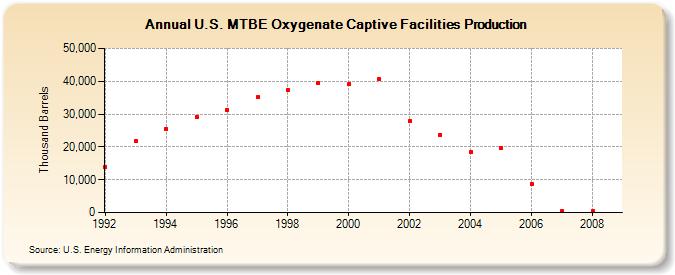 Annual U.S. MTBE Oxygenate Captive Facilities Production
Thousand Barrels
50,000
40,000
30,000
20,000
10,000
0
1992 1994 1996 1998 2000 2002 2004 2006 2008
Source: U.S. Energy Information Administration